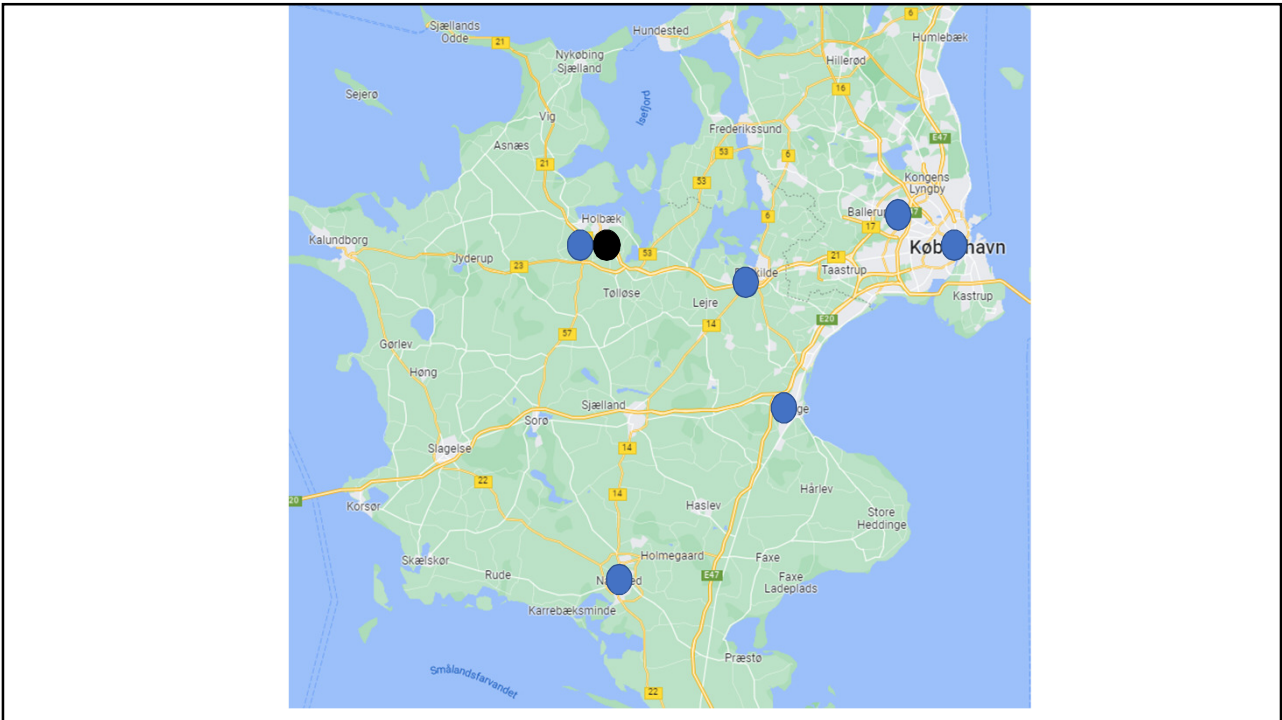 Sjællands
Odde
21
Nykøbing
Sjælland
Hundested
6
Humlebæk
Hillerød
16
Sejerø
Isefjord
Vig
Asnæs
21
Frederikssund
53
6
E47
53
Kongens
Lyngby
Holbæk
6
Ballerup
17
Kalundborg
Jyderup
23
53
21
Taastrup
København
Tølløse
Lejre
Kastrup
14
E20
57
Gørlev
Høng
Sjælland
Sorø
Slagelse
14
22
14
20
Korsør
Haslev
Hårlev
Store
Heddinge
Skælskør
Rude
Holmegaard
Faxe
E47
Faxe
Ladeplads
Karrebæksminde
Præstø
Smålandsfarvandet
22